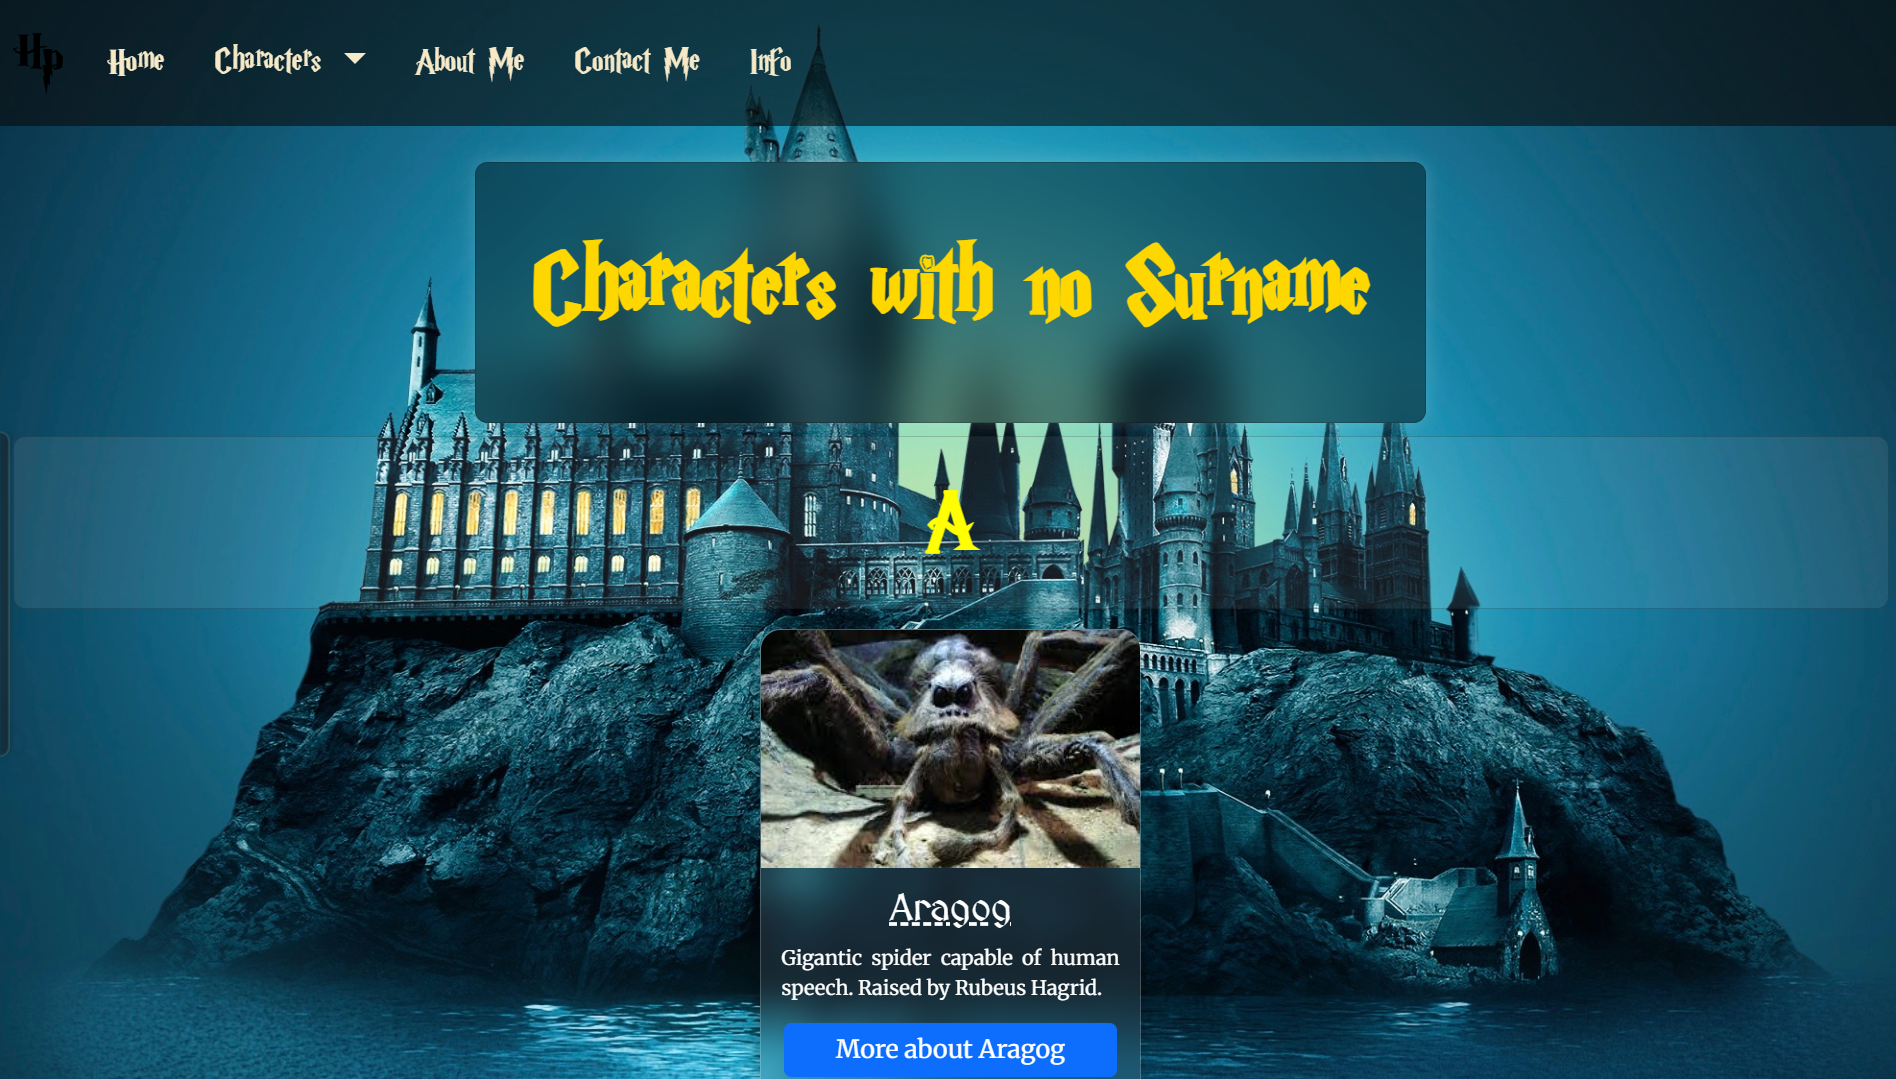 Hp Home Characters About Me Contact Me Info
Characters with no Surname
A
Aragog
Gigantic spider capable of human
speech. Raised by Rubeus Hagrid.
More about Aragog